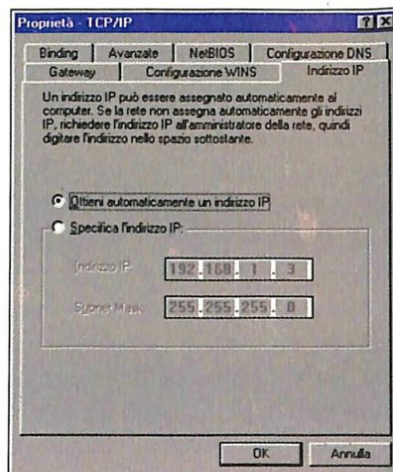 Proprietà - TCP/IP
Binding Avanzate NetBIOS Configurazione DNS
Gateway Configurazione WINS Indirizzo IP
Un indirizzo IP può essere assegnato automaticamente al
computer. Se la rete non assegna automaticamente gli indirizzi
IP, richiedere l'indirizzo IP all'amministratore della rete, quindi
digitare l'indirizzo nello spazio sottostante.
Ottieni automaticamente un indirizzo IP
Specifica l'indirizzo IP:
Indirizzo IP: 192.168.1.3
Subnet Mask: 255.255.255.0
OK Annulla